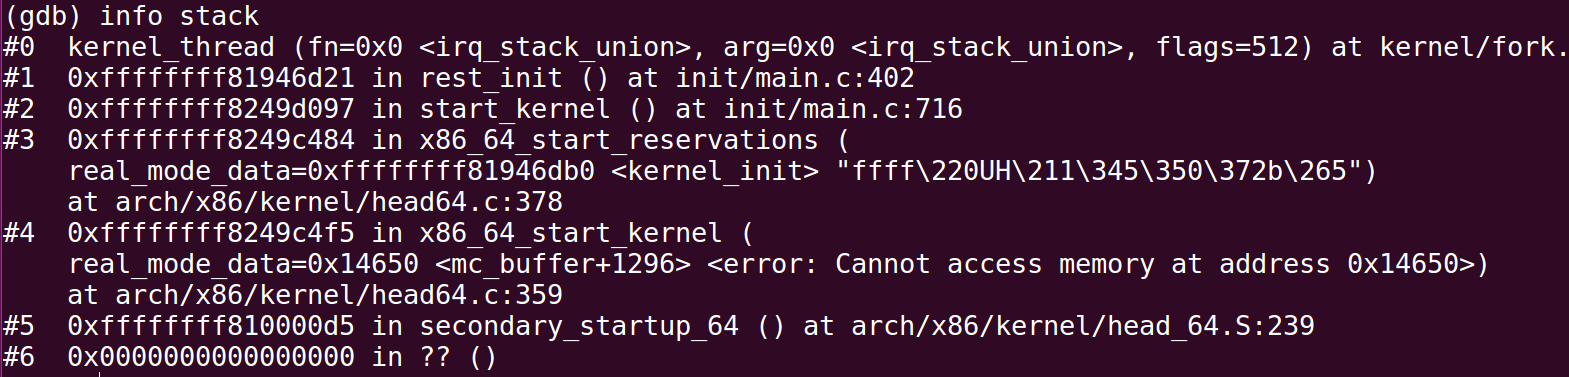 (gdb) info stack
#0  kernel_thread (fn=0x0 <irq_stack_union>, arg=0x0 <irq_stack_union>, flags=512) at kernel/fork.
#1  0xffffffff81946d21 in rest_init () at init/main.c:402
#2  0xffffffff8249d097 in start_kernel () at init/main.c:716
#3  0xffffffff8249c484 in x86_64_start_reservations (
    real_mode_data=0xffffffff81946db0 <kernel_init> "ffff\220UH\211\345\350\372b\265")
    at arch/x86/kernel/head64.c:378
#4  0xffffffff8249c4f5 in x86_64_start_kernel (
    real_mode_data=0x14650 <mc_buffer+1296> <error: Cannot access memory at address 0x14650>)
    at arch/x86/kernel/head64.c:359
#5  0xffffffff810000d5 in secondary_startup_64 () at arch/x86/kernel/head_64.S:239
#6  0x0000000000000000 in ?? ()